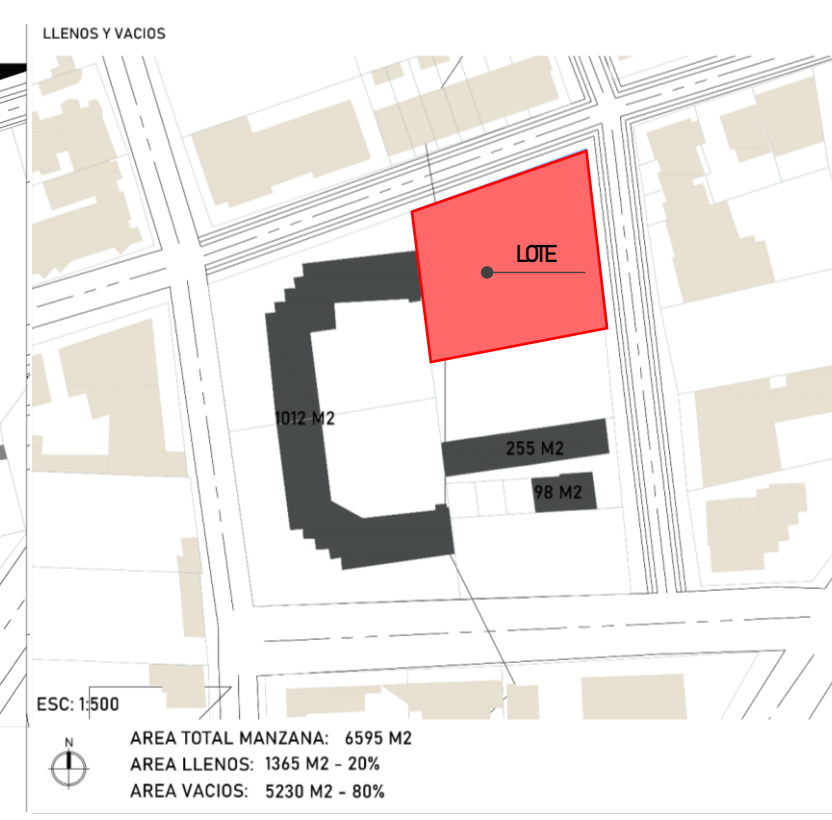 LLENOS Y VACIOS
LOTE
1012 M2
255 M2
98 M2
ESC: 1:500
N
AREA TOTAL MANZANA: 6595 M2
AREA LLENOS: 1365 M2 - 20%
AREA VACIOS: 5230 M2 - 80%